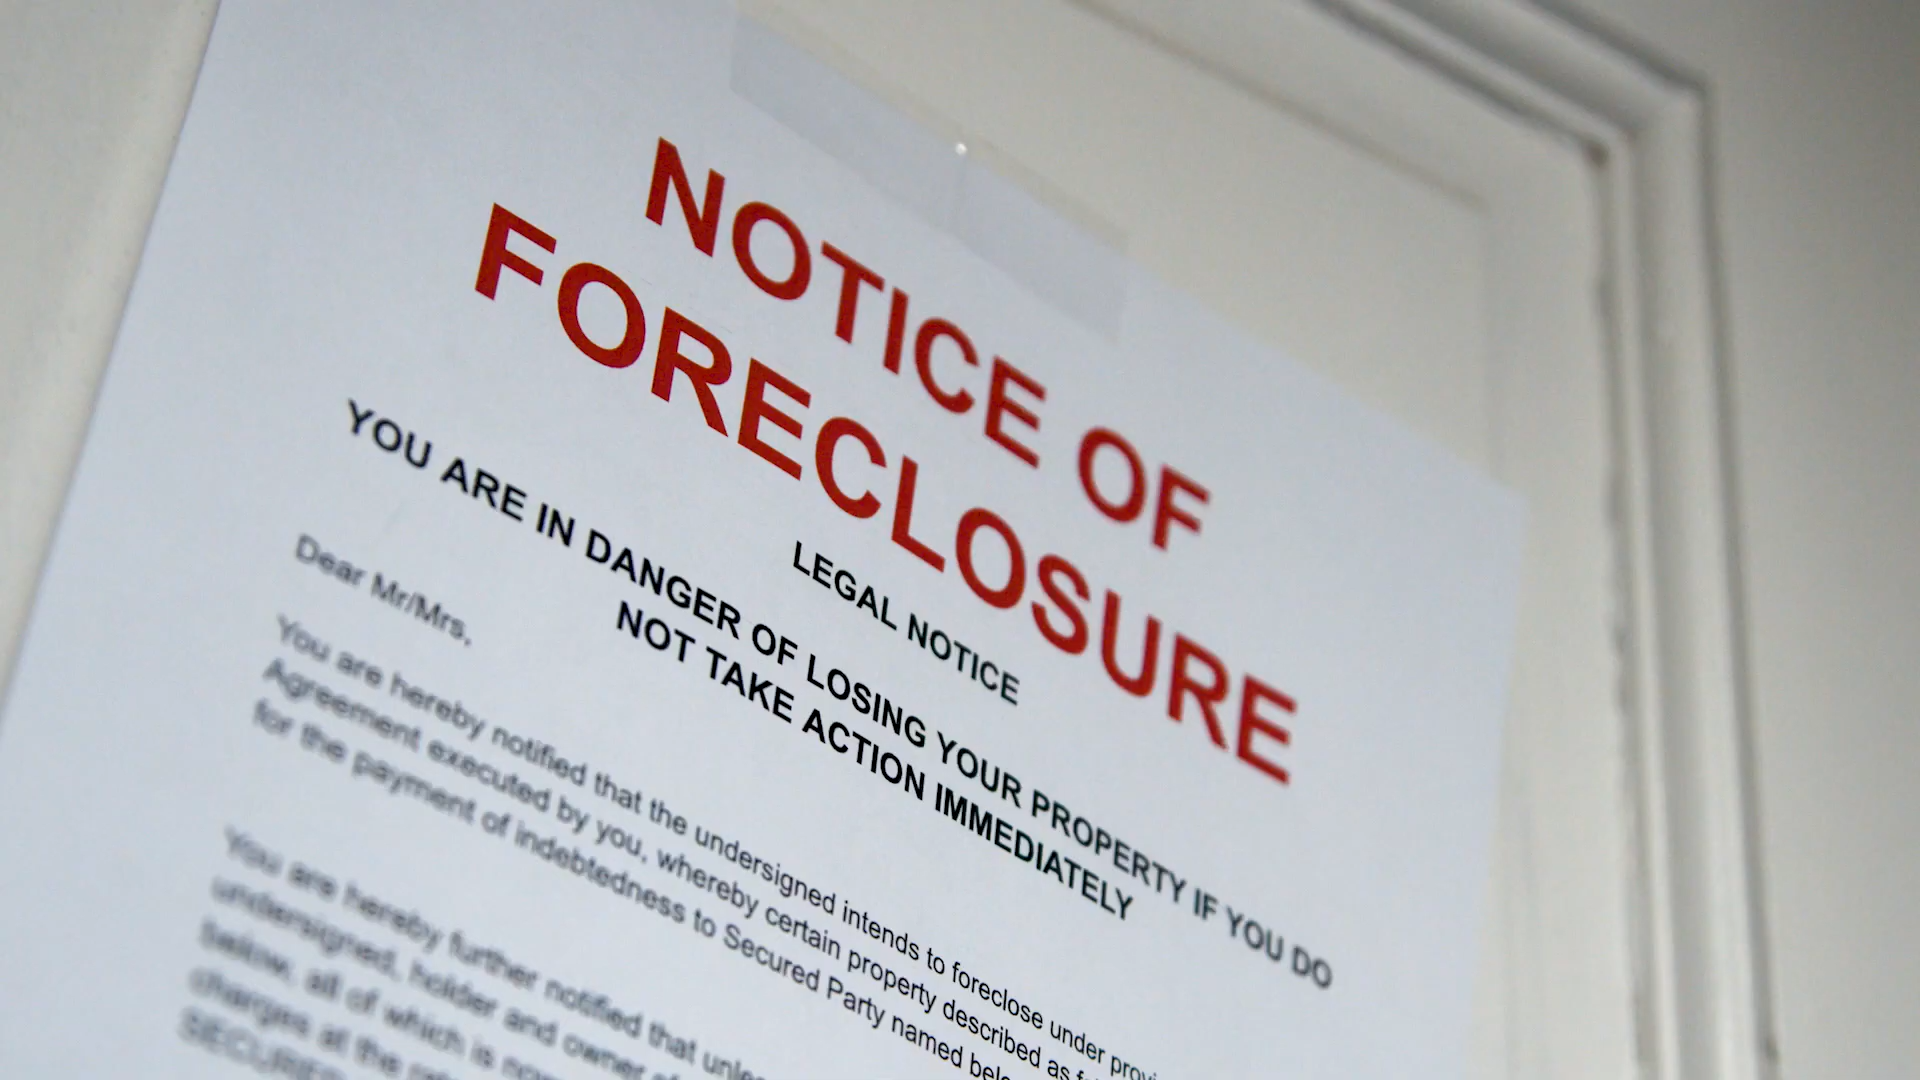 NOTICE OF
FORECLOSURE
LEGAL NOTICE
YOU ARE IN DANGER OF LOSING YOUR PROPERTY IF YOU DO
NOT TAKE ACTION IMMEDIATELY
Dear Mr/Mrs,
You are hereby notified that the undersigned intends to foreclose under
Agreement executed by you, whereby certain property described as
for the payment of indebtedness to Secured Party named
You are hereby further notified that
undersigned, holder and owner
below, all of which is
charges at the